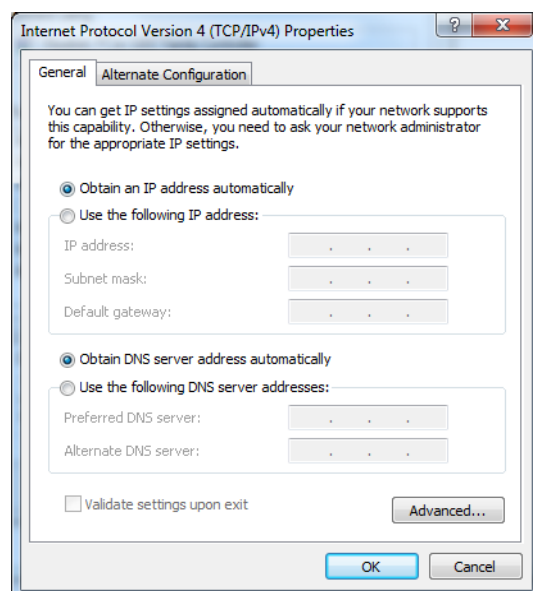 Internet Protocol Version 4 (TCP/IPv4) Properties
?
X
General
Alternate Configuration
You can get IP settings assigned automatically if your network supports
this capability. Otherwise, you need to ask your network administrator
for the appropriate IP settings.
Obtain an IP address automatically
Use the following IP address:
IP address:
. . .
Subnet mask:
. . .
Default gateway:
. . .
Obtain DNS server address automatically
Use the following DNS server addresses:
Preferred DNS server:
. . .
Alternate DNS server:
. . .
Validate settings upon exit
Advanced...
OK
Cancel